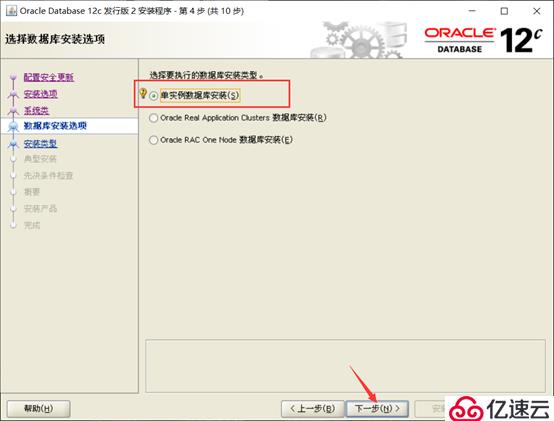 Oracle Database 12c 发行版 2 安装程序 - 第 4 步 (共 10 步)
选择数据库安装选项
ORACLE
DATABASE 12c
配置安全更新
安装选项
系统类
数据库安装选项
安装类型
典型安装
先决条件检查
概要
安装产品
完成
选择要执行的数据库安装类型。
单实例数据库安装(S)
Oracle Real Application Clusters 数据库安装(R)
Oracle RAC One Node 数据库安装(E)
帮助(H)
< 上一步(B)
下一步(N) >
亿速云